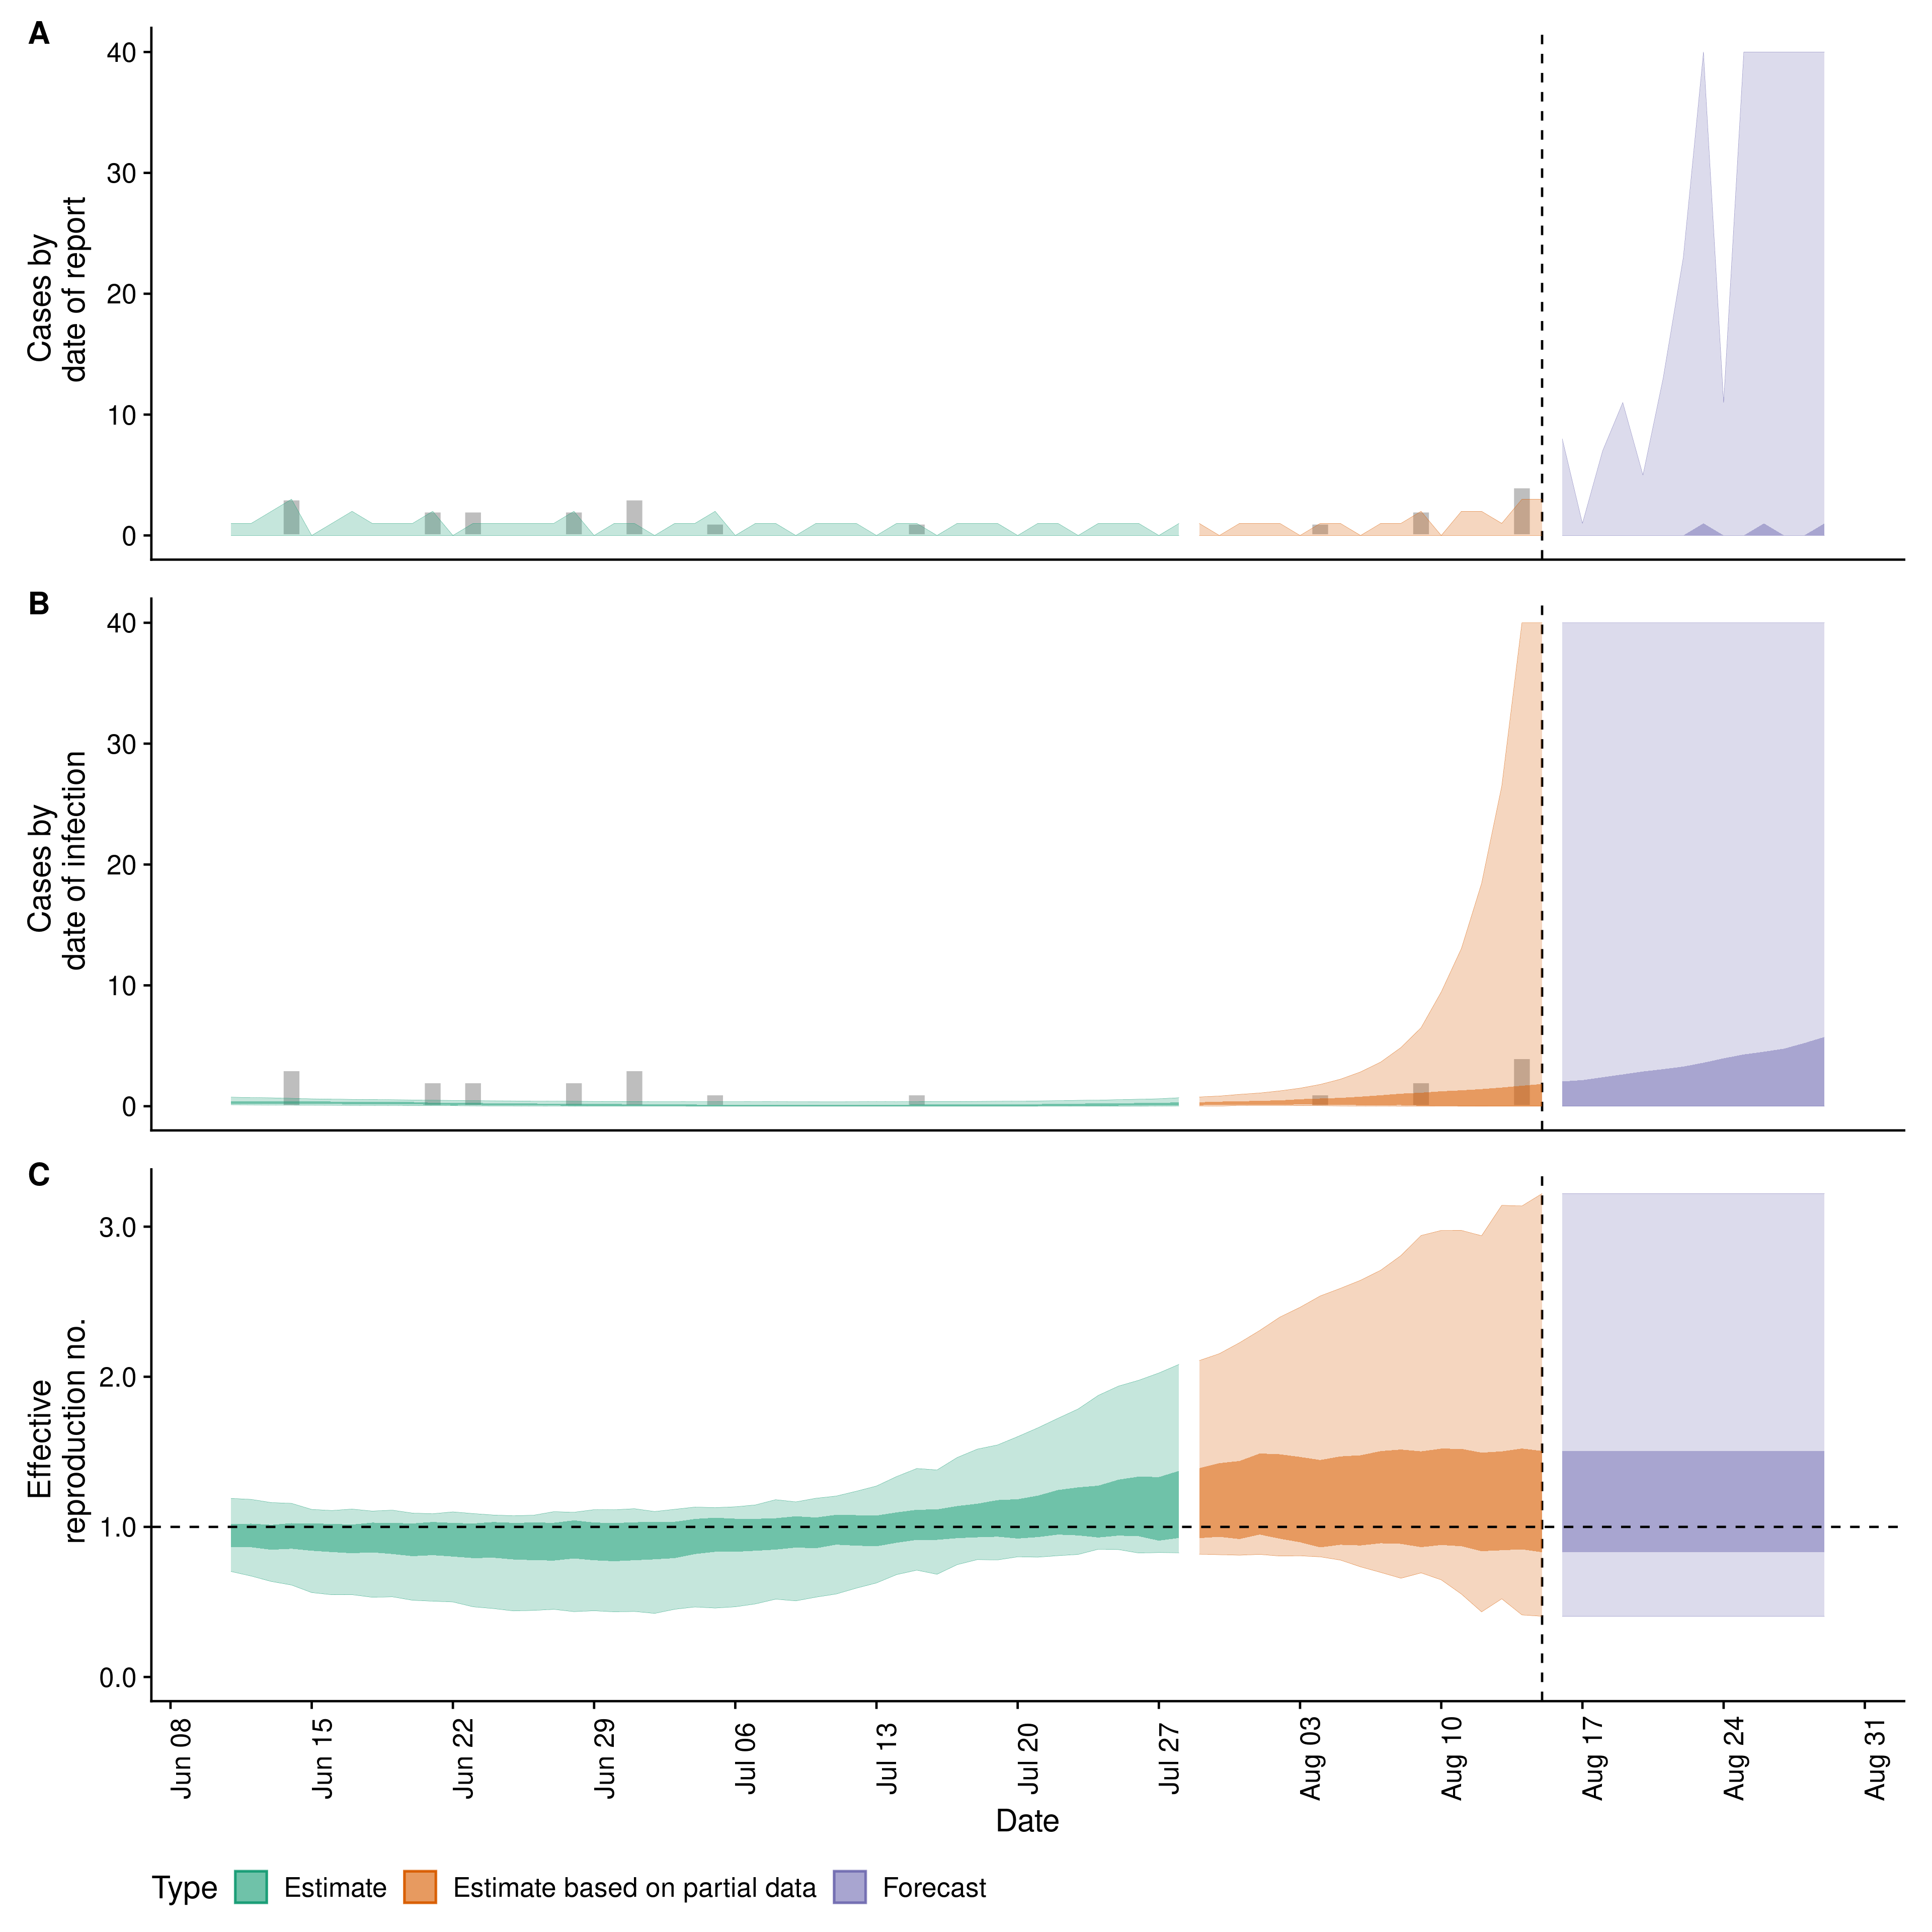 A
Cases by
date of report
40
30
20
10
0
B
Cases by
date of infection
40
30
20
10
0
C
Effective
reproduction no.
3.0
2.0
1.0
0.0
Jun 08
Jun 15
Jun 22
Jun 29
Jul 06
Jul 13
Jul 20
Jul 27
Aug 03
Aug 10
Aug 17
Aug 24
Aug 31
Date
Type Estimate Estimate based on partial data Forecast